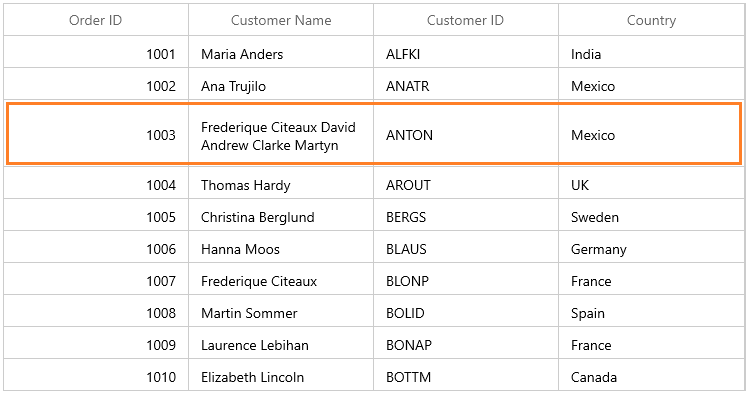 Order ID Customer Name Customer ID Country
1001 Maria Anders ALFKI India
1002 Ana Trujilo ANATR Mexico
1003 Frederique Citeaux David ANTON Mexico
Andrew Clarke Martyn
1004 Thomas Hardy AROUT UK
1005 Christina Berglund BERGS Sweden
1006 Hanna Moos BLAUS Germany
1007 Frederique Citeaux BLONP France
1008 Martin Sommer BOLID Spain
1009 Laurence Lebihan BONAP France
1010 Elizabeth Lincoln BOTTM Canada